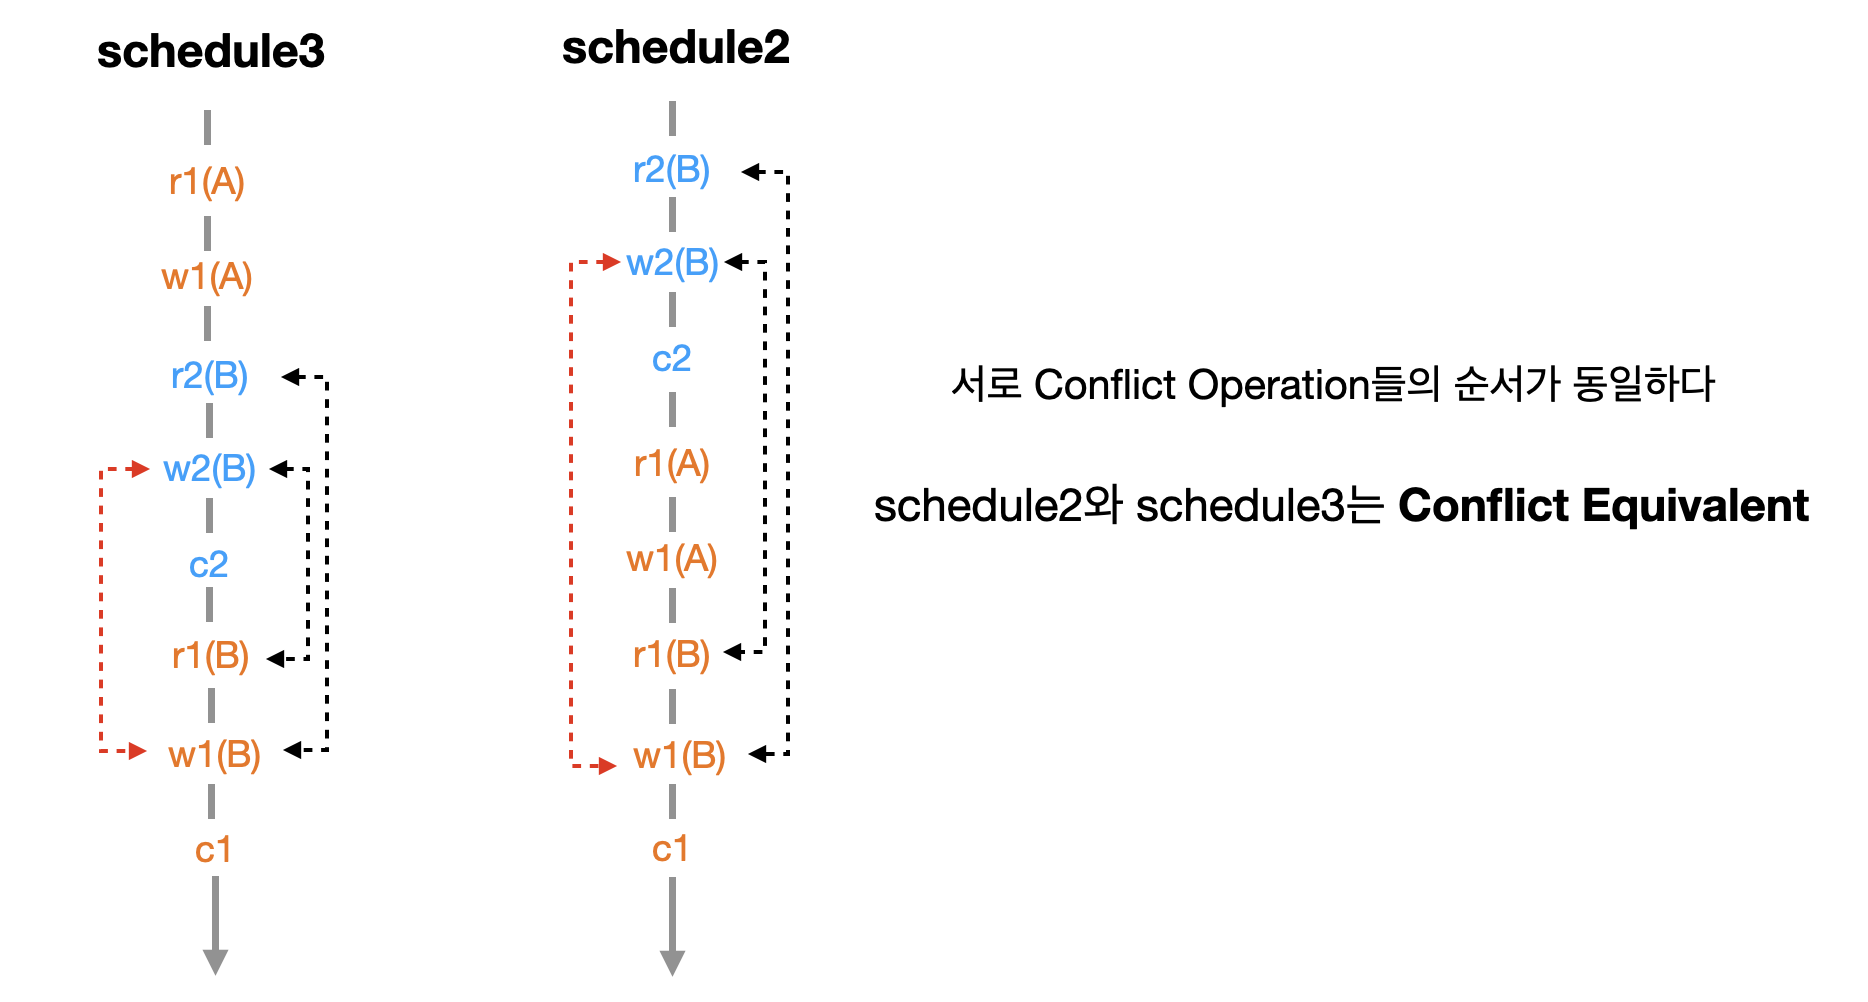 schedule3
r1(A)
w1(A)
r2(B)
w2(B)
c2
r1(B)
w1(B)
c1
schedule2
r2(B)
w2(B)
c2
r1(A)
w1(A)
r1(B)
w1(B)
c1
서로 Conflict Operation들의 순서가 동일하다
schedule2와 schedule3는 Conflict Equivalent